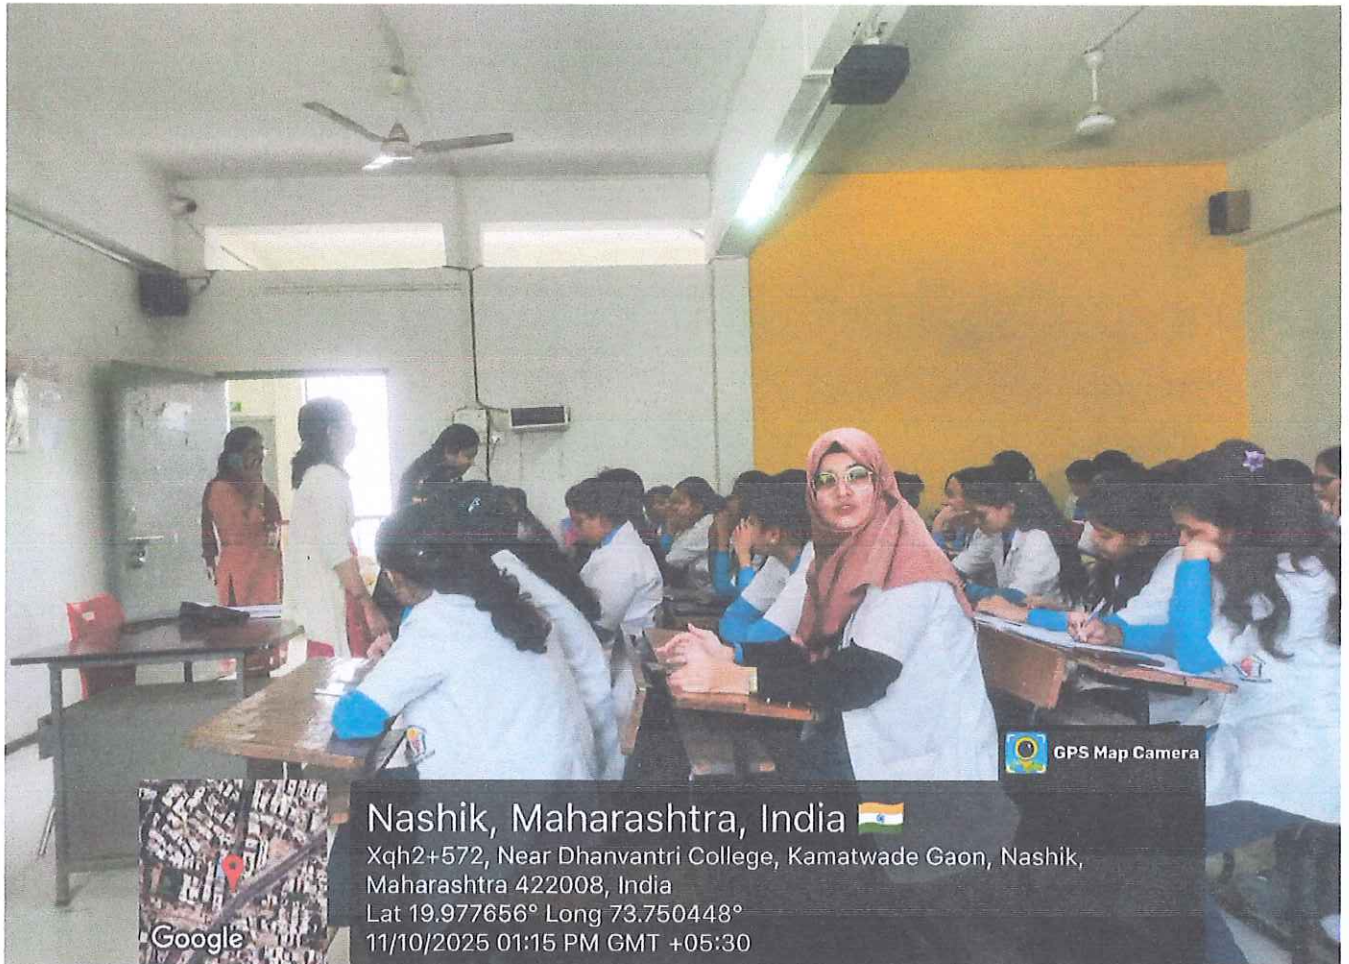 GPS Map Camera
Nashik, Maharashtra, India
Xqh2+572, Near Dhanvantri College, Kamatwade Gaon, Nashik,
Maharashtra 422008, India
Lat 19.977656° Long 73.750448°
11/10/2025 01:15 PM GMT +05:30
Google